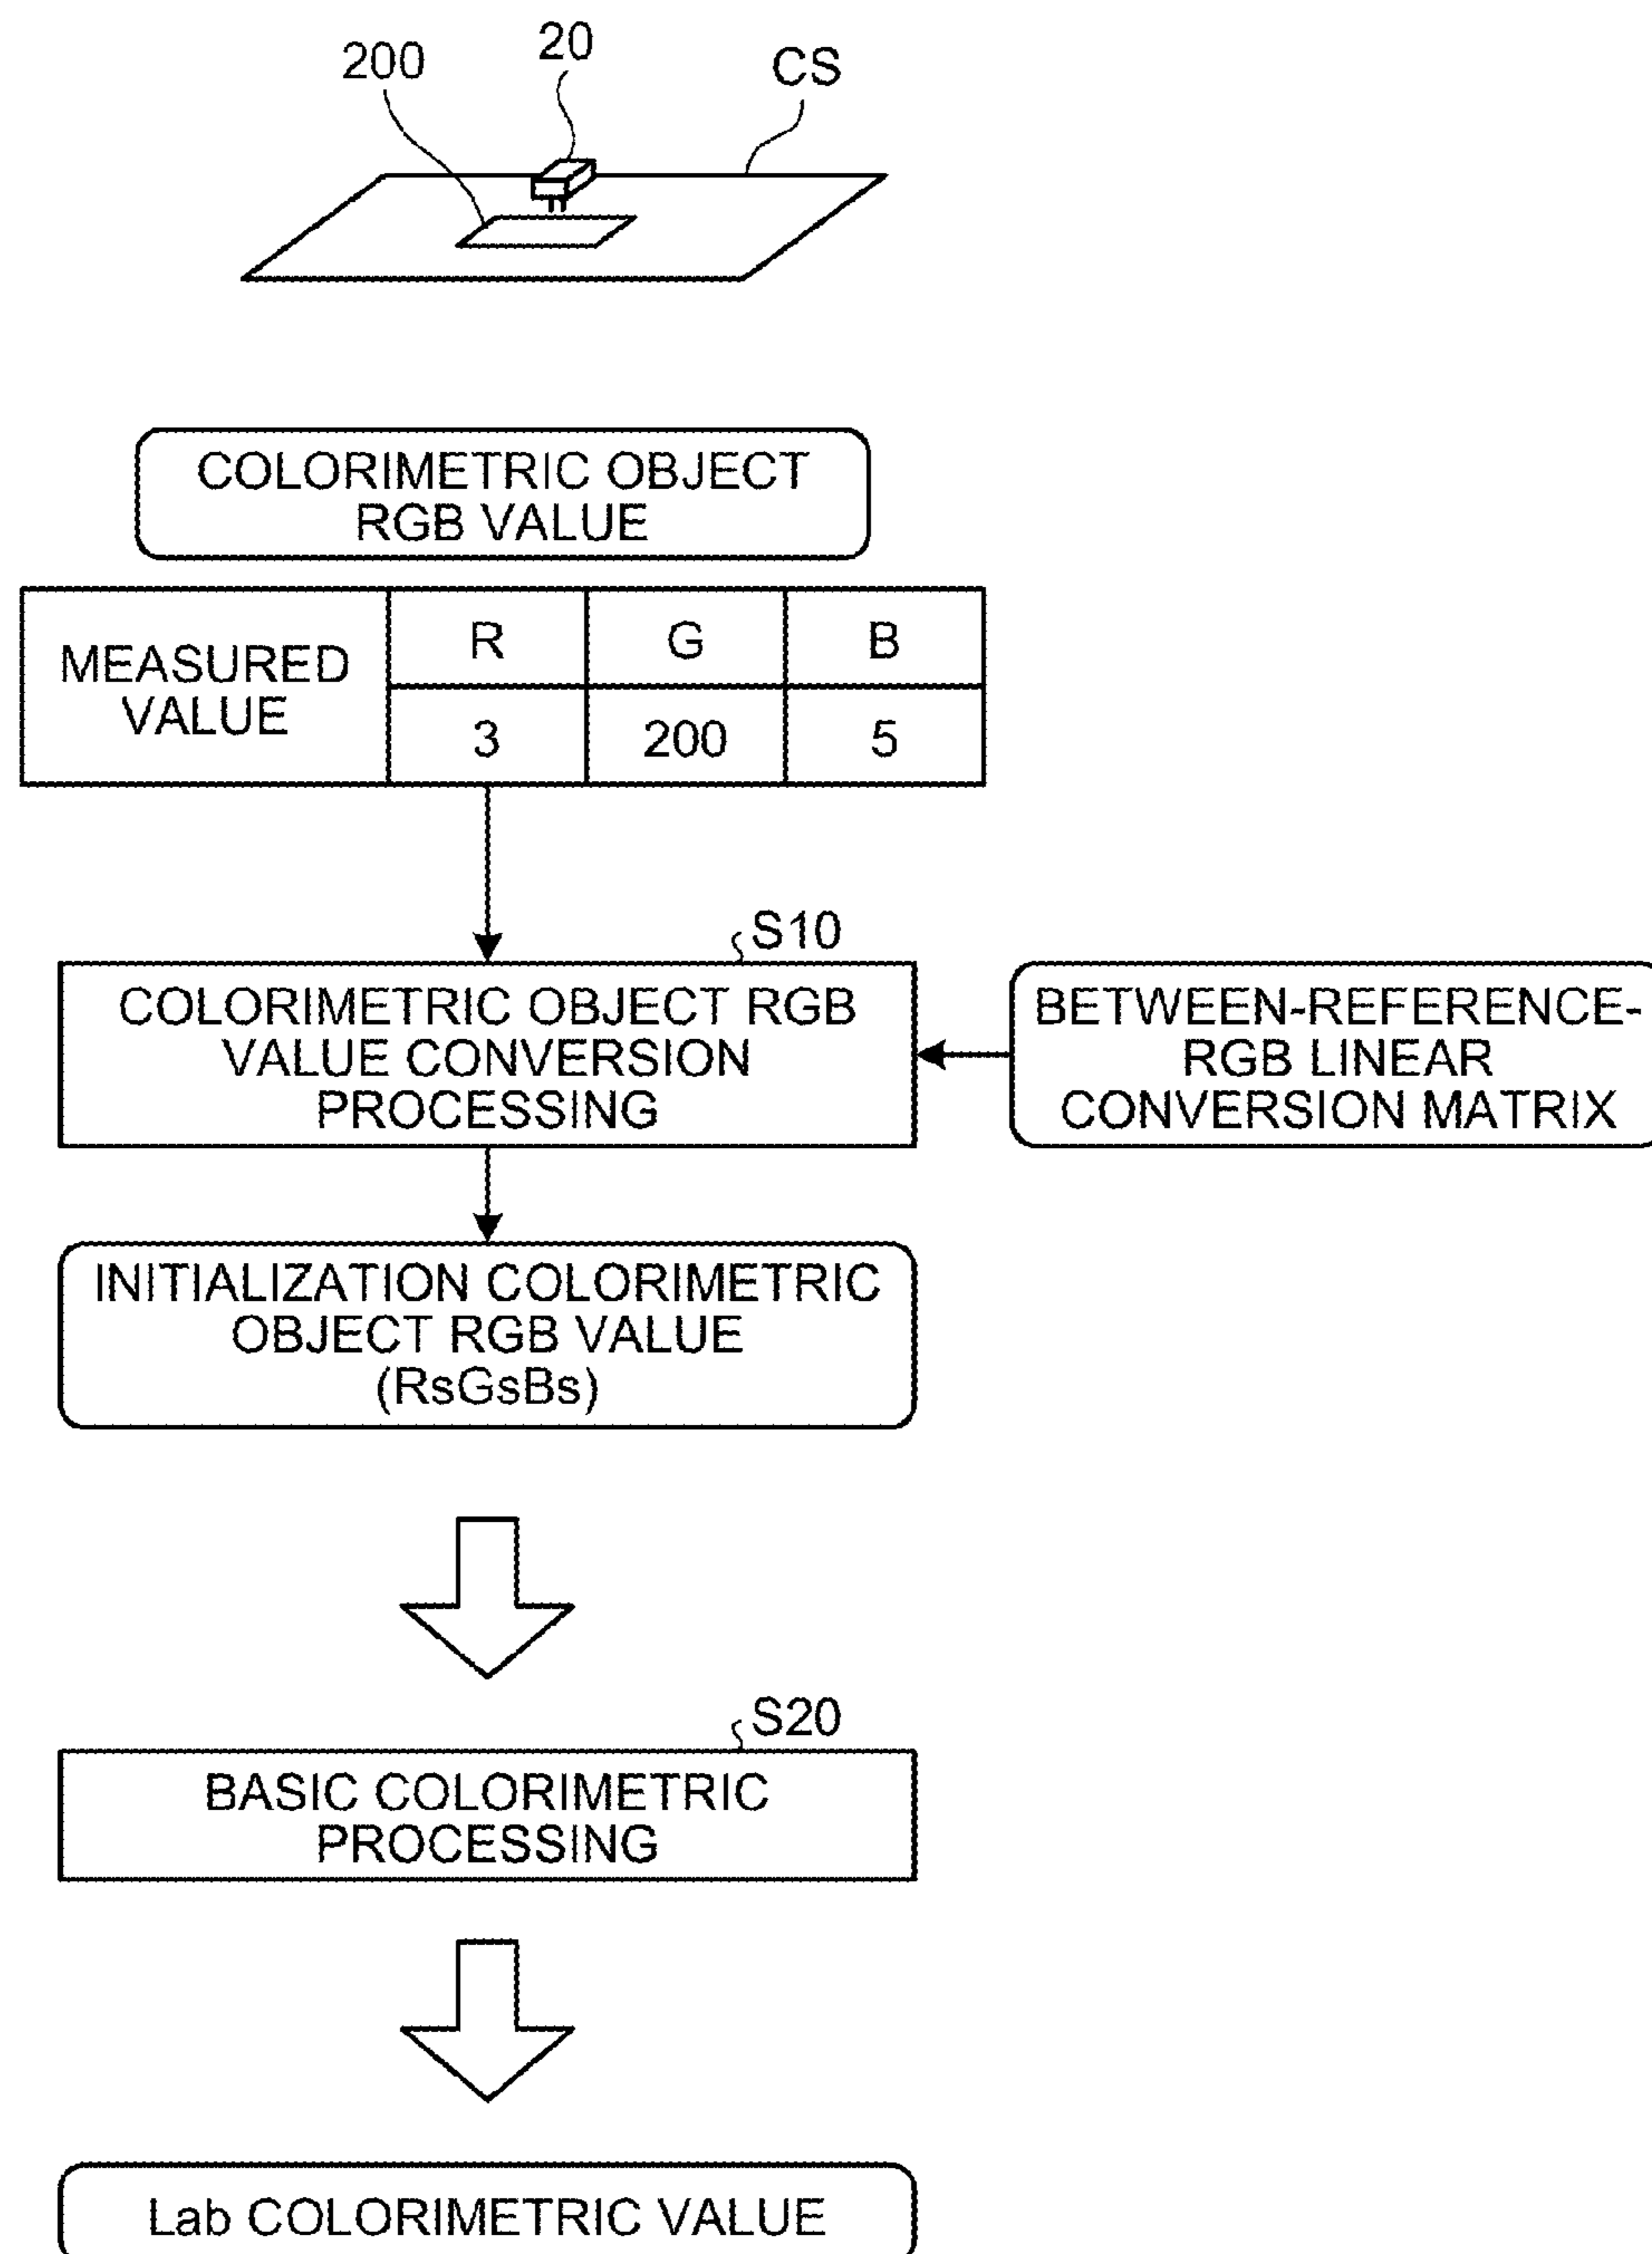 200
20
CS
COLORIMETRIC OBJECT
RGB VALUE
MEASURED
VALUE
R
G
B
3
200
5
S10
COLORIMETRIC OBJECT RGB
VALUE CONVERSION
PROCESSING
BETWEEN-REFERENCE-
RGB LINEAR
CONVERSION MATRIX
INITIALIZATION COLORIMETRIC
OBJECT RGB VALUE
(RsGsBs)
S20
BASIC COLORIMETRIC
PROCESSING
Lab COLORIMETRIC VALUE